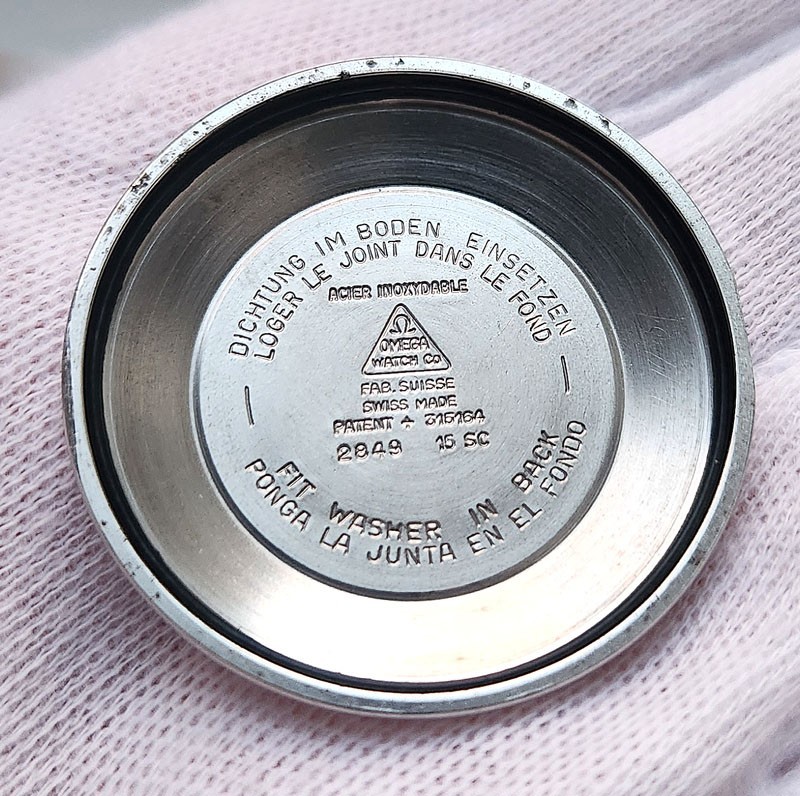 DICHTUNG IM BODEN EINSETZEN
LOGER LE JOINT DANS LE FOND
ACIER INOXYDABLE
Ω
OMEGA
WATCH Co
FAB. SUISSE
SWISS MADE
PATENT + 315164
2849 15 SC
FIT WASHER IN BACK
PONGA LA JUNTA EN EL FONDO